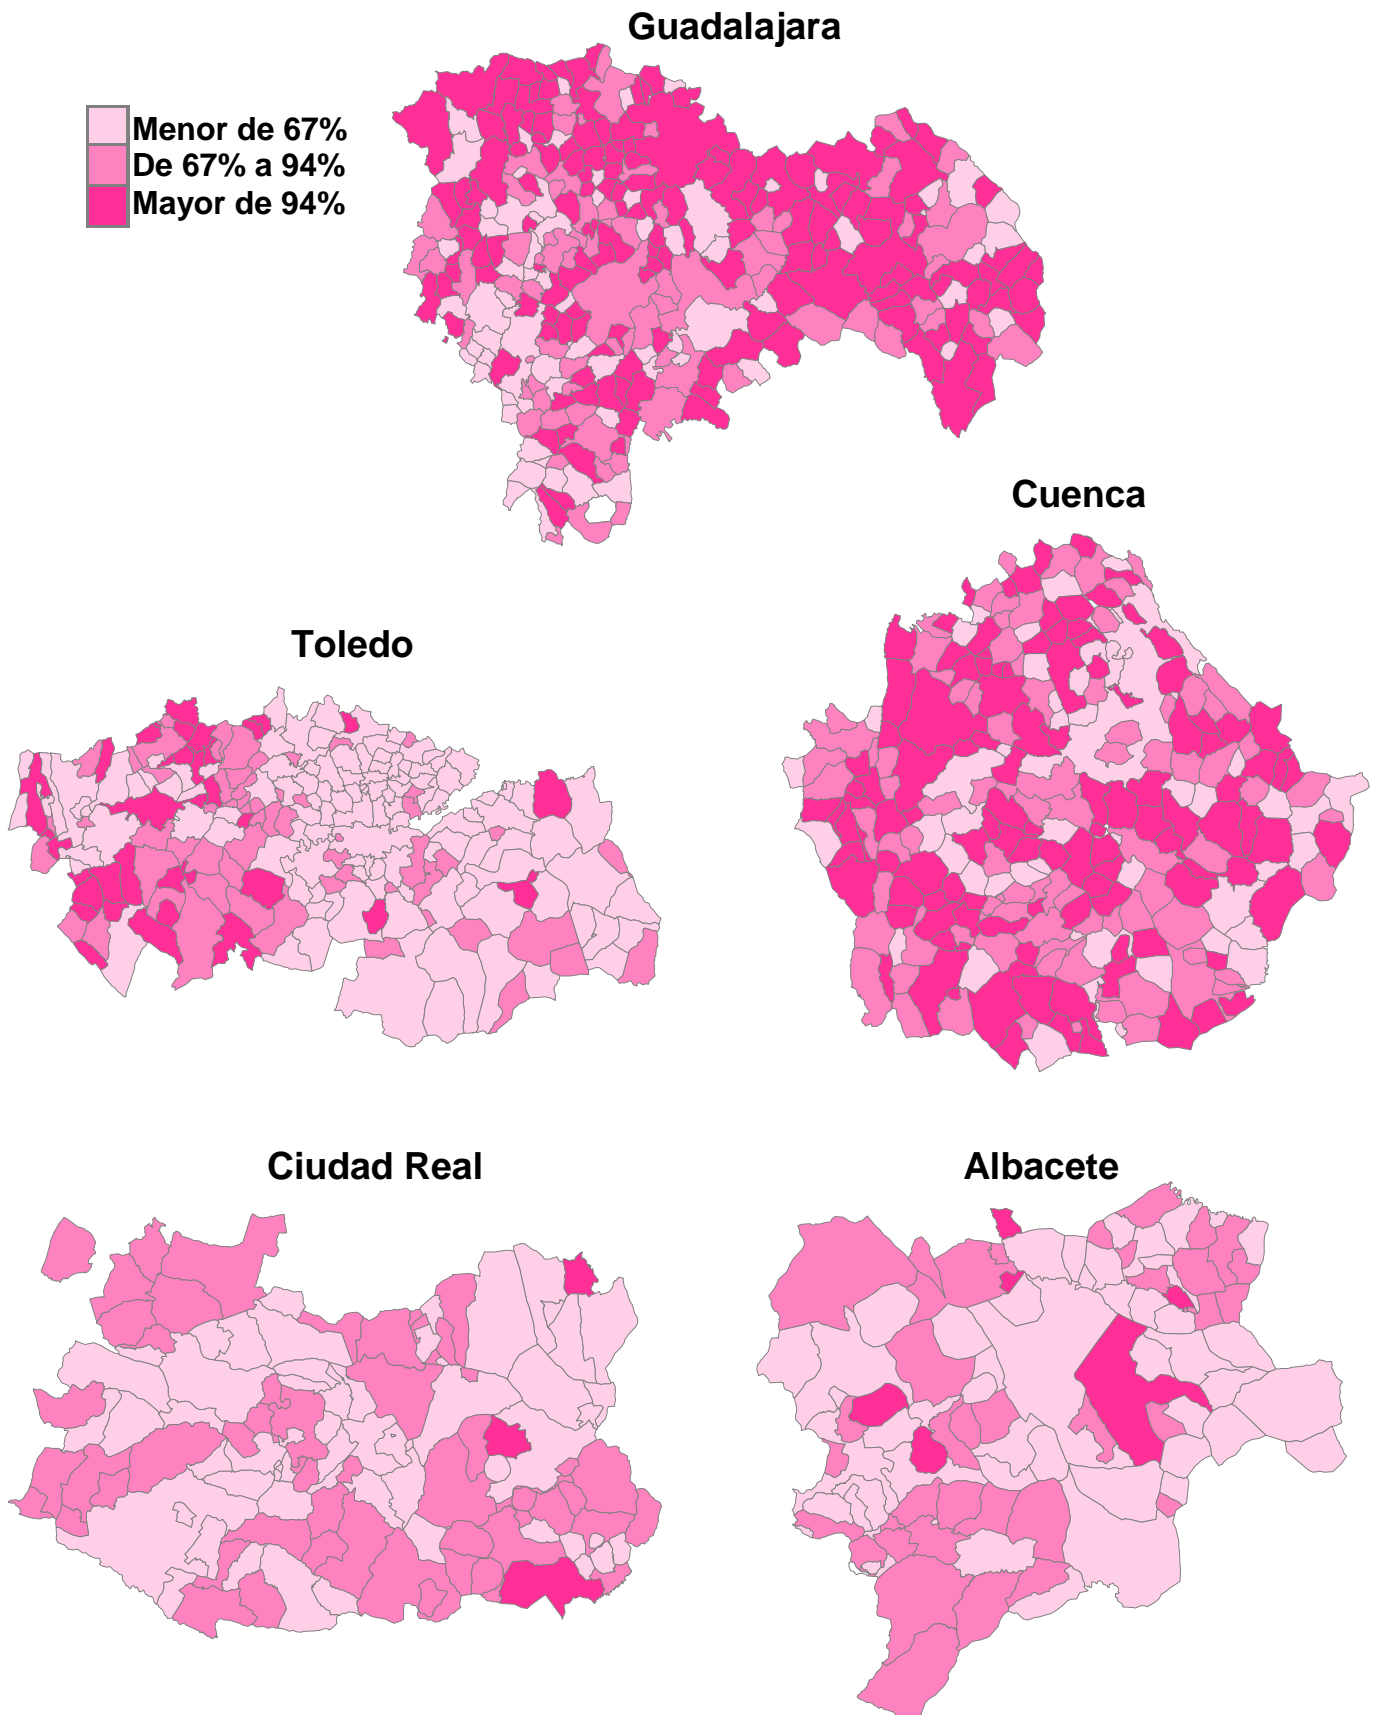 Guadalajara
Menor de 67%
De 67% a 94%
Mayor de 94%
Cuenca
Toledo
Ciudad Real
Albacete